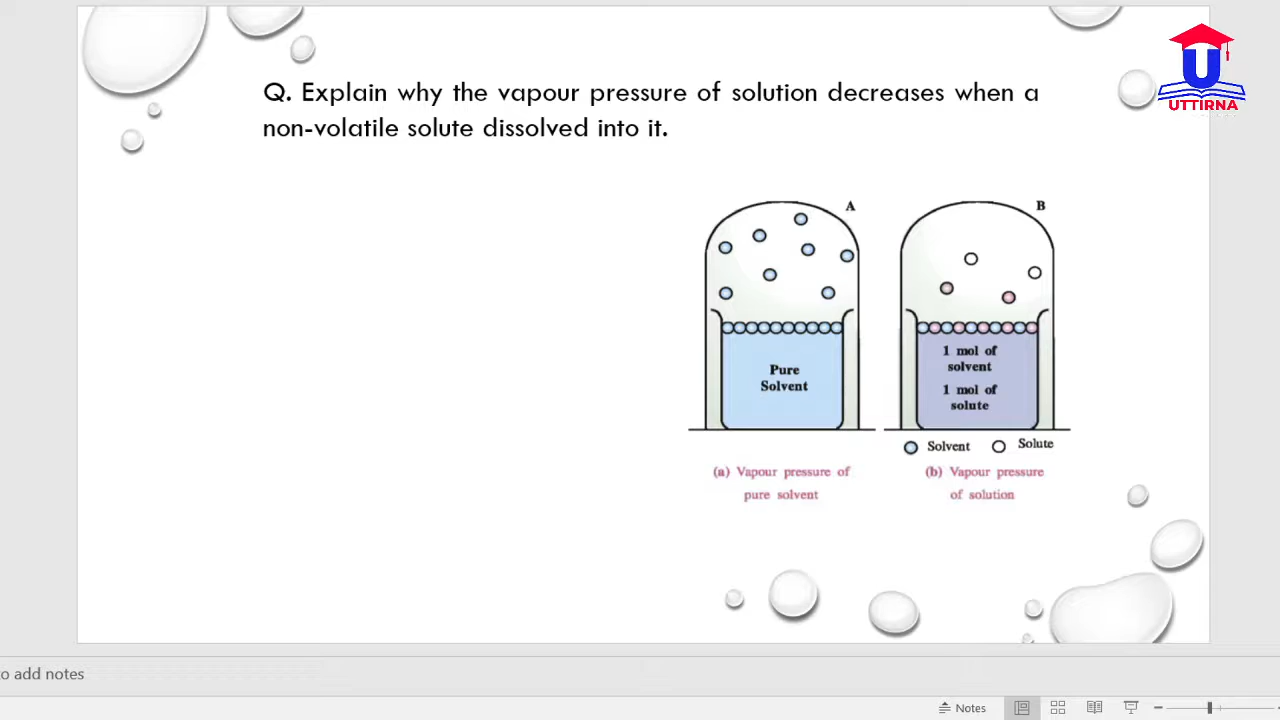 U
UTTIRNA
Q. Explain why the vapour pressure of solution decreases when a
non-volatile solute dissolved into it.
A
B
Pure
Solvent
1 mol of
solvent
1 mol of
solute
Solvent
Solute
(a) Vapour pressure of
pure solvent
(b) Vapour pressure
of solution
to add notes
Notes